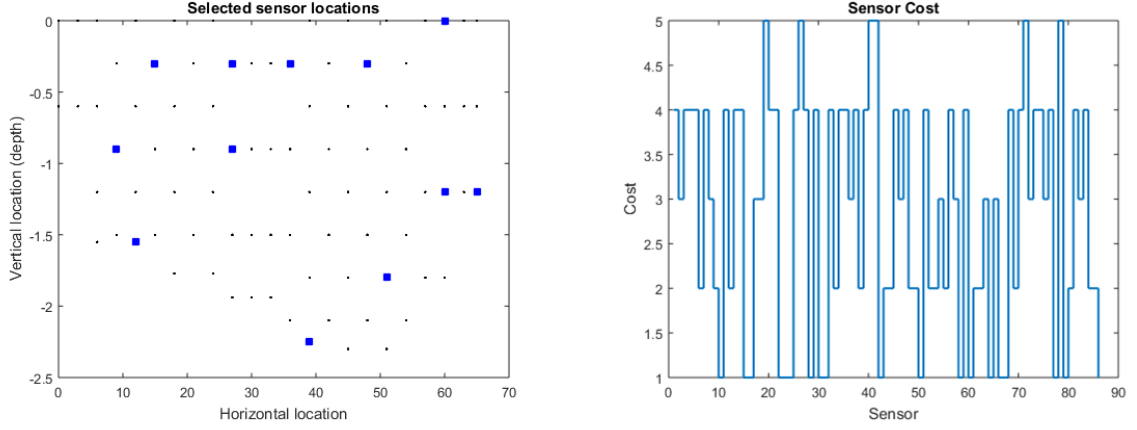 Selected sensor locations
0
-0.5
-1
-1.5
-2
-2.5
Vertical location (depth)
0 10 20 30 40 50 60 70
Horizontal location
Sensor Cost
5
4.5
4
3.5
3
2.5
2
1.5
1
Cost
0 10 20 30 40 50 60 70 80 90
Sensor